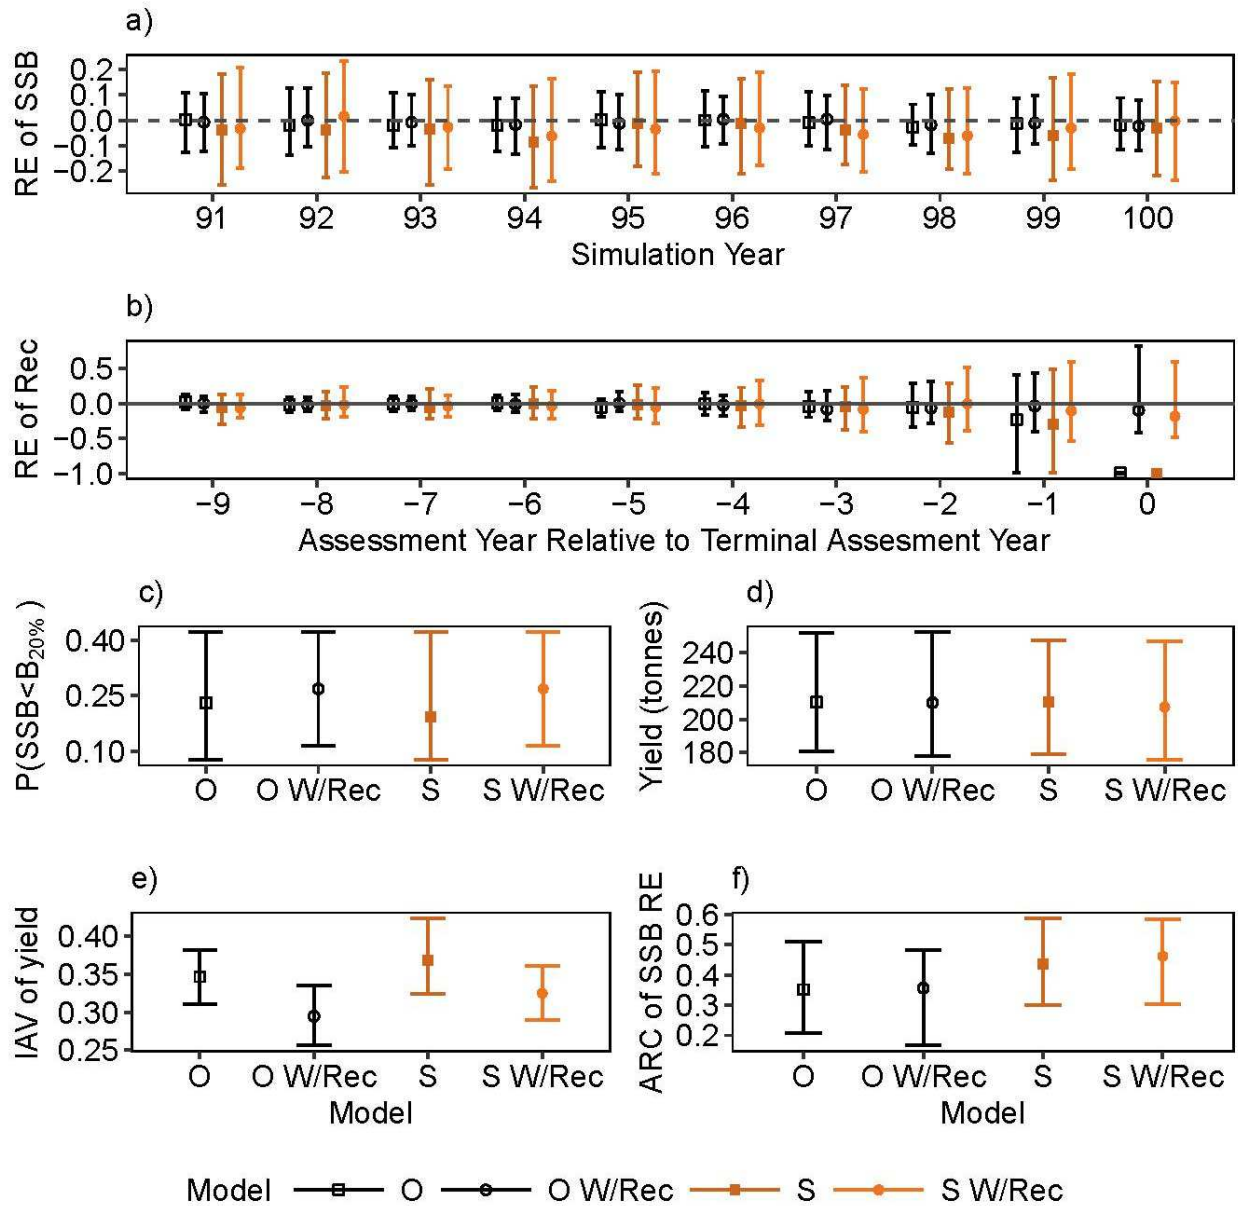 a)
RE of SSB
0.2
0.1
0.0
−0.1
−0.2
91 92 93 94 95 96 97 98 99 100
Simulation Year
b)
RE of Rec
0.5
0.0
−0.5
−1.0
−9 −8 −7 −6 −5 −4 −3 −2 −1 0
Assessment Year Relative to Terminal Assesment Year
c)
P(SSB<B20%)
0.40
0.25
0.10
O O W/Rec S S W/Rec
d)
Yield (tonnes)
240
220
200
180
O O W/Rec S S W/Rec
e)
IAV of yield
0.40
0.35
0.30
0.25
O O W/Rec S S W/Rec
Model
f)
ARC of SSB RE
0.6
0.5
0.4
0.3
0.2
O O W/Rec S S W/Rec
Model
Model O O W/Rec S S W/Rec